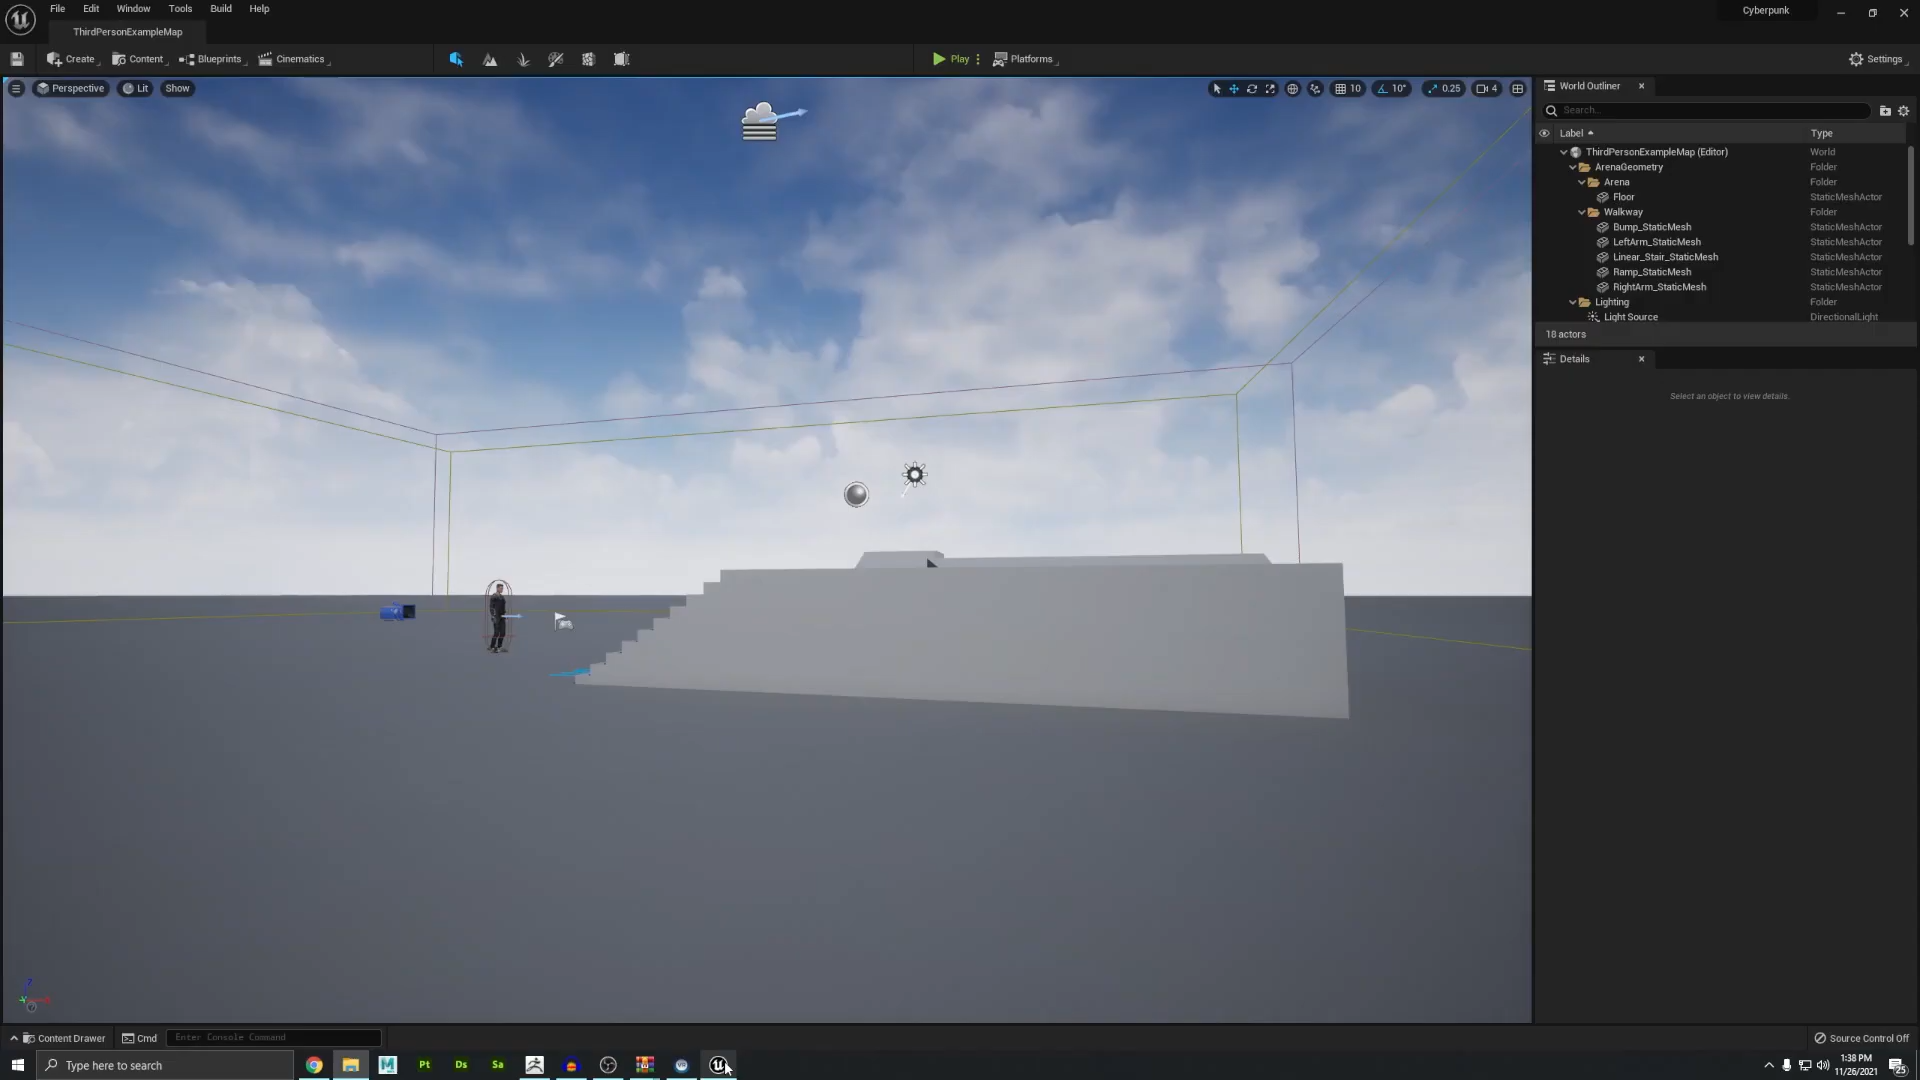 File Edit Window Tools Build Help
Cyberpunk
ThirdPersonExampleMap
Create Content Blueprints Cinematics Play Platforms Settings
Perspective Lit Show 10 10° 0.25 4
World Outliner
Search...
Label Type
ThirdPersonExampleMap (Editor) World
ArenaGeometry Folder
Arena Folder
Floor StaticMeshActor
Walkway Folder
Bump_StaticMesh StaticMeshActor
LeftArm_StaticMesh StaticMeshActor
Linear_Stair_StaticMesh StaticMeshActor
Ramp_StaticMesh StaticMeshActor
RightArm_StaticMesh StaticMeshActor
Lighting Folder
Light Source DirectionalLight
18 actors
Details
Select an object to view details.
Content Drawer Cmd Enter Console Command Source Control Off
Type here to search Pt Ds Sa
1:38 PM
11/26/2021
25